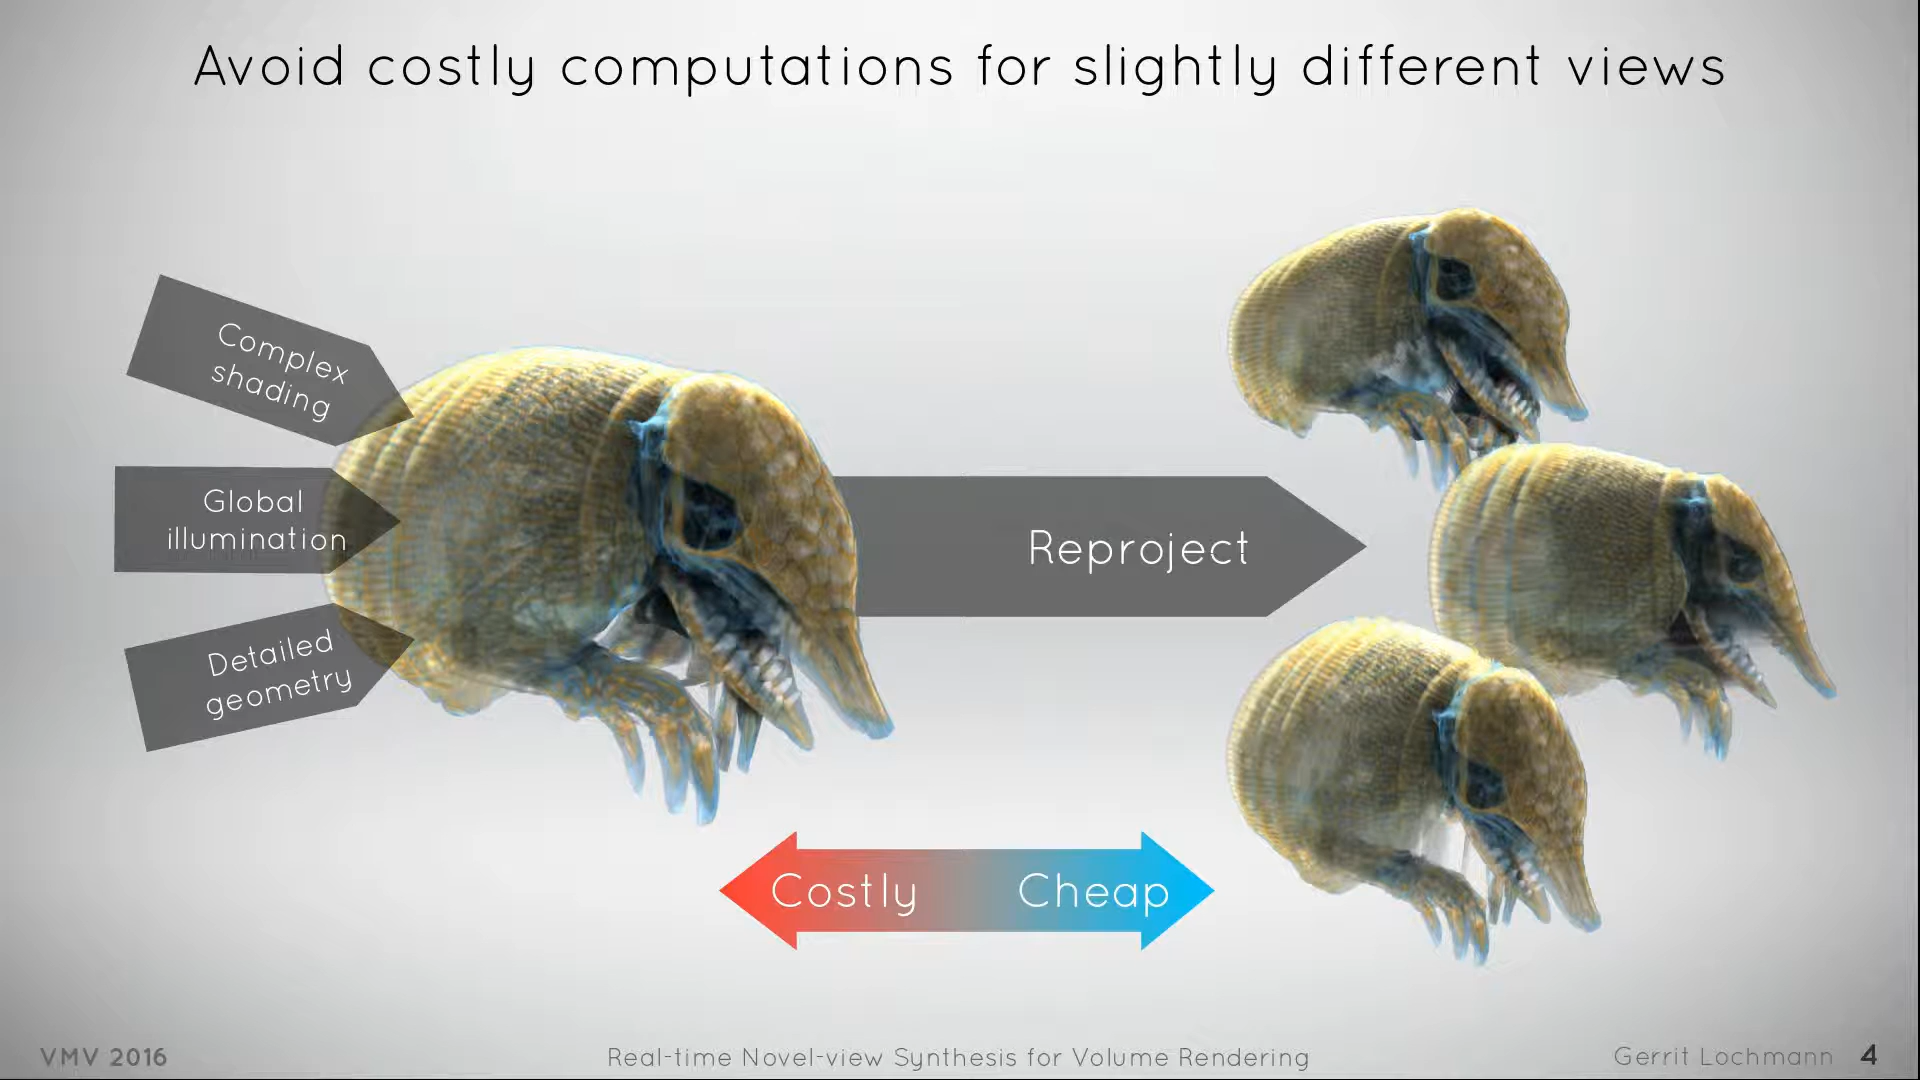 Avoid costly computations for slightly different views
Complex
shading
Global
illumination
Detailed
geometry
Reproject
Costly Cheap
VMV 2016
Real-time Novel-view Synthesis for Volume Rendering
Gerrit Lochmann 4